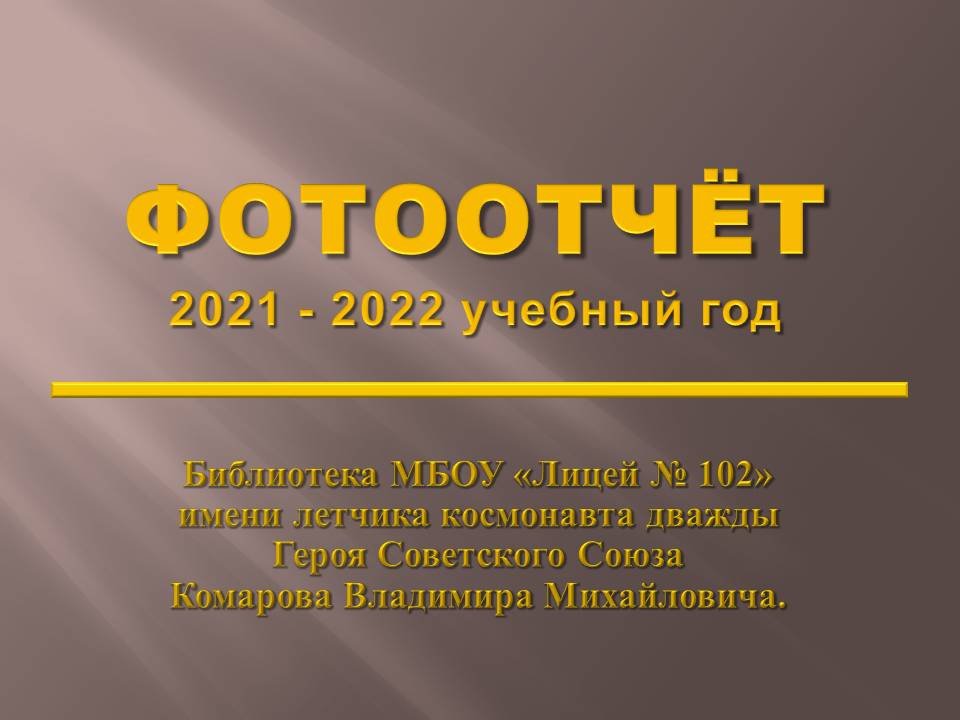 ФОТООТЧЁТ
2021 - 2022 учебный год
Библиотека МБОУ «Лицей № 102»
имени летчика космонавта дважды
Героя Советского Союза
Комарова Владимира Михайловича.